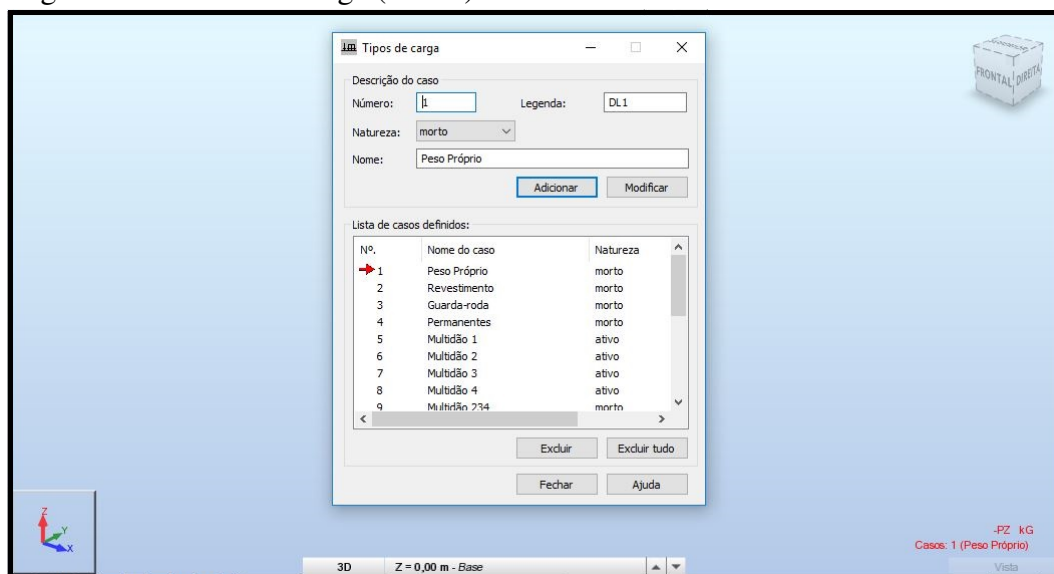 Tipos de carga
Descrição do caso
Número: 1 Legenda: DL1
Natureza: morto
Nome: Peso Próprio
Adicionar Modificar
Lista de casos definidos:
Nº. Nome do caso Natureza
1 Peso Próprio morto
2 Revestimento morto
3 Guarda-roda morto
4 Permanentes morto
5 Multidão 1 ativo
6 Multidão 2 ativo
7 Multidão 3 ativo
8 Multidão 4 ativo
9 Multidão 234 morto
Excluir Excluir tudo
Fechar Ajuda
FRONTAL DIREITA
Z
Y
X
-PZ kG
Casos: 1 (Peso Próprio)
3D Z = 0,00 m - Base
Vista